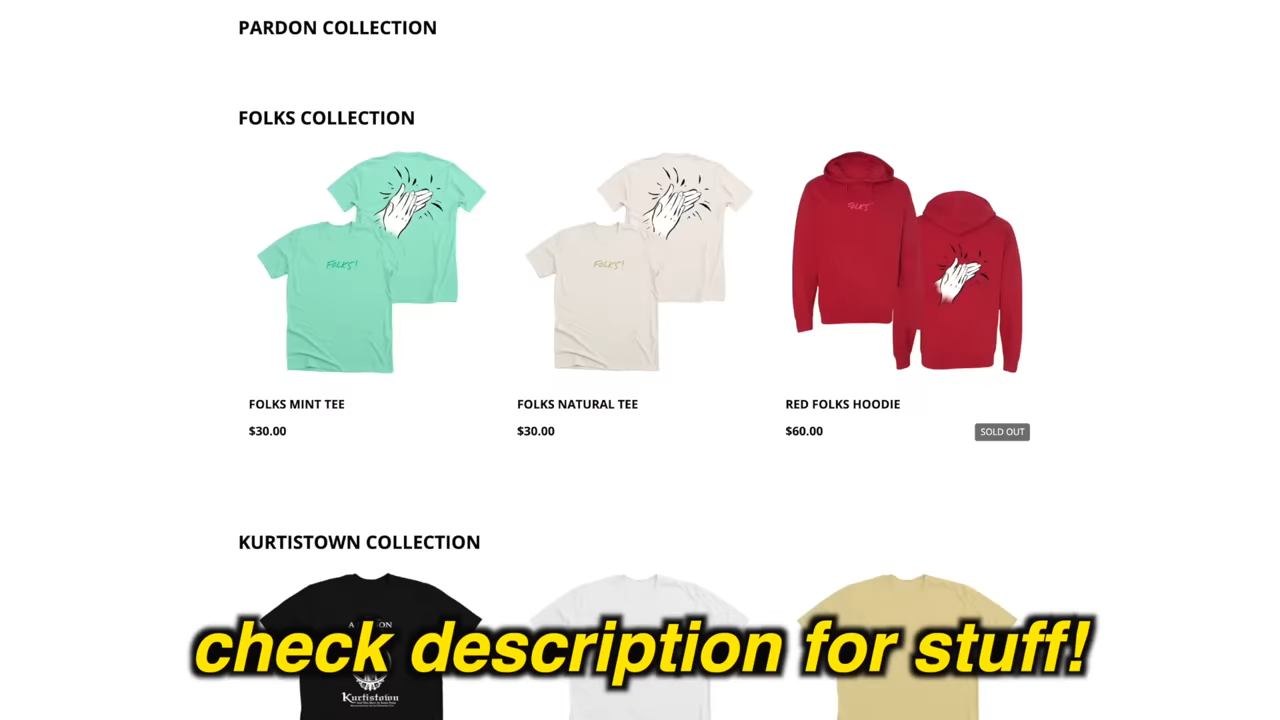 PARDON COLLECTION
FOLKS COLLECTION
FOLKS!
FOLKS!
FOLKS
FOLKS MINT TEE
FOLKS NATURAL TEE
RED FOLKS HOODIE
$30.00
$30.00
$60.00
SOLD OUT
KURTISTOWN COLLECTION
check description for stuff!
Kurtistown